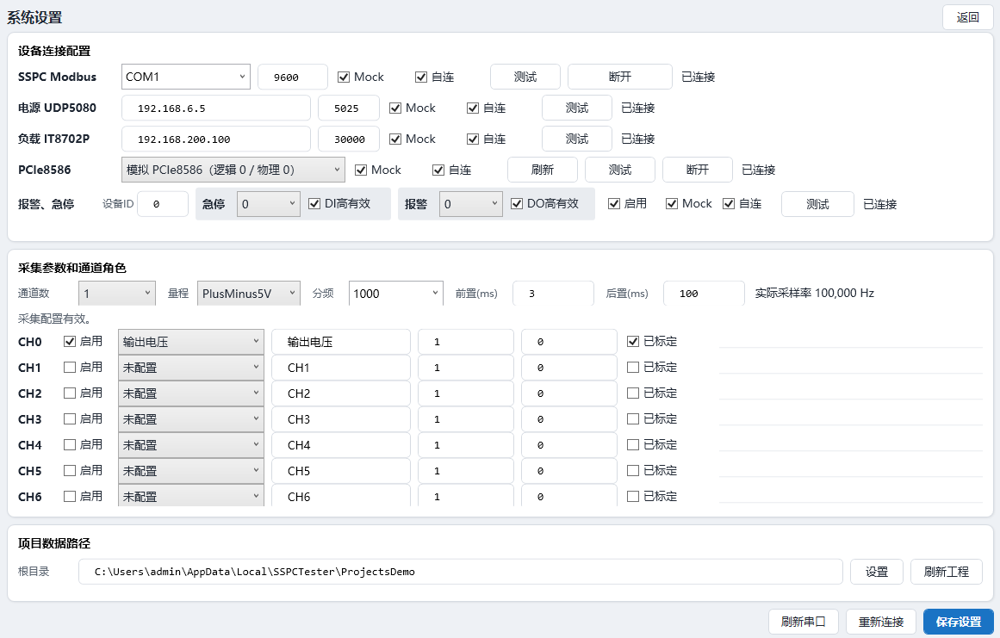 系统设置
返回
设备连接配置
SSPC Modbus COM1 9600 Mock 自连 测试 断开 已连接
电源 UDP5080 192.168.6.5 5025 Mock 自连 测试 已连接
负载 IT8702P 192.168.200.100 30000 Mock 自连 测试 已连接
PCIe8586 模拟 PCIe8586（逻辑 0 / 物理 0） Mock 自连 刷新 测试 断开 已连接
报警、急停 设备ID 0 急停 0 DI高有效 报警 0 DO高有效 启用 Mock 自连 测试 已连接
采集参数和通道角色
通道数 1 量程 PlusMinus5V 分频 1000 前置(ms) 3 后置(ms) 100 实际采样率 100,000 Hz
采集配置有效。
CH0 启用 输出电压 输出电压 1 0 已标定
CH1 启用 未配置 CH1 1 0 已标定
CH2 启用 未配置 CH2 1 0 已标定
CH3 启用 未配置 CH3 1 0 已标定
CH4 启用 未配置 CH4 1 0 已标定
CH5 启用 未配置 CH5 1 0 已标定
CH6 启用 未配置 CH6 1 0 已标定
项目数据路径
根目录 C:\Users\admin\AppData\Local\SSPCTester\ProjectsDemo 设置 刷新工程
刷新串口 重新连接 保存设置